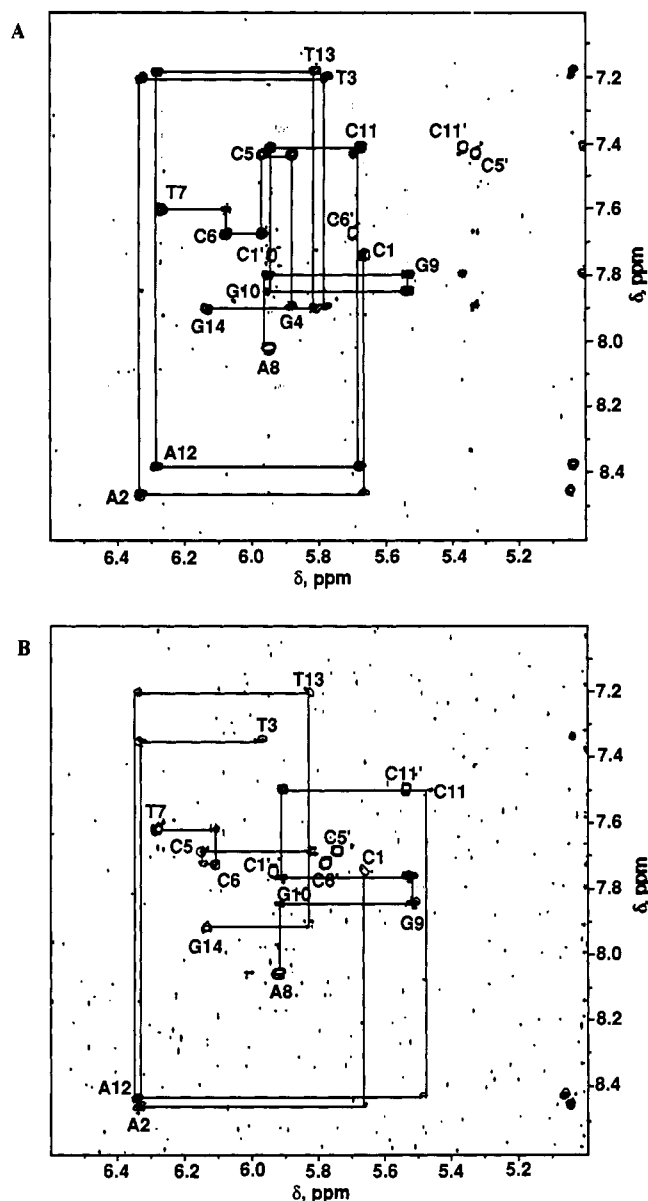 A
T13
T3
7.2
C11
C11'
7.4
C5
C5'
T7
7.6
C6
C6'
C1'
C1
G9
7.8
G10
G14
G4
A8
8.0
8.2
A12
8.4
A2
δ, ppm
6.4 6.2 6.0 5.8 5.6 5.4 5.2
δ, ppm
B
T13
7.2
T3
7.4
C11'
C11
T7
7.6
C5
C5'
C6
C1'
C6'
C1
7.8
G10
G9
G14
A8
8.0
8.2
A12
8.4
A2
δ, ppm
6.4 6.2 6.0 5.8 5.6 5.4 5.2
δ, ppm